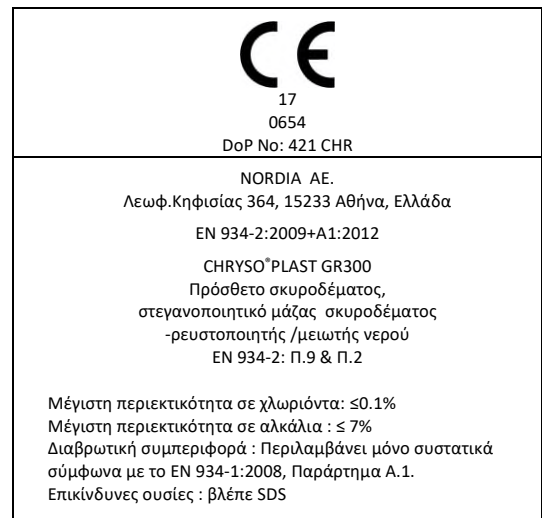 CE
17
0654
DoP No: 421 CHR
NORDIA AE.
Λεωφ.Κηφισίας 364, 15233 Αθήνα, Ελλάδα
EN 934-2:2009+A1:2012
CHRYSO®PLAST GR300
Πρόσθετο σκυροδέματος,
στεγανοποιητικό μάζας σκυροδέματος
-ρευστοποιητής /μειωτής νερού
EN 934-2: Π.9 & Π.2
Μέγιστη περιεκτικότητα σε χλωριόντα: ≤0.1%
Μέγιστη περιεκτικότητα σε αλκάλια : ≤ 7%
Διαβρωτική συμπεριφορά : Περιλαμβάνει μόνο συστατικά
σύμφωνα με το EN 934-1:2008, Παράρτημα Α.1.
Επικίνδυνες ουσίες : βλέπε SDS